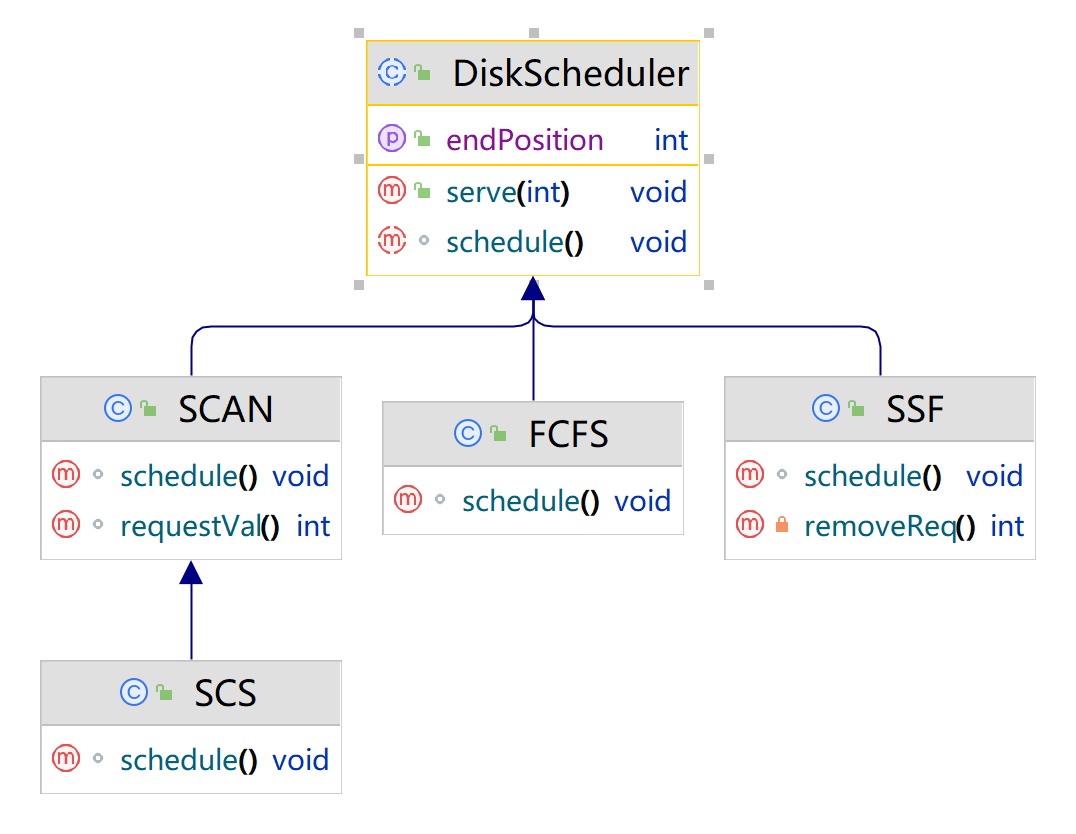 DiskScheduler
endPosition int
serve(int) void
schedule() void
SCAN
schedule() void
requestVal() int
FCFS
schedule() void
SSF
schedule() void
removeReq() int
SCS
schedule() void